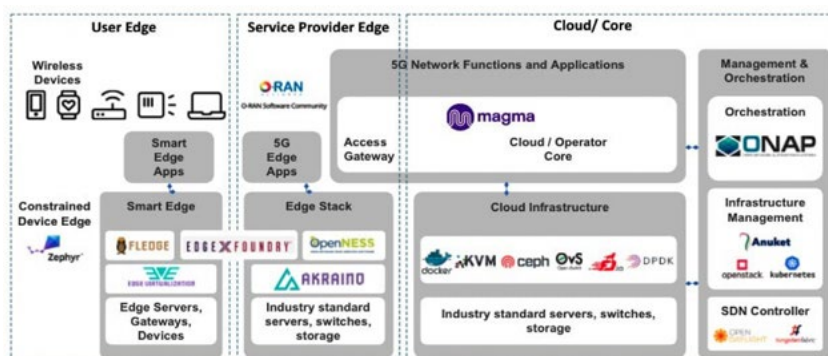 User Edge
Service Provider Edge
Cloud/ Core
Wireless
Devices
O-RAN
ALLIANCE
O-RAN Software Community
5G Network Functions and Applications
Management &
Orchestration
magma
Access
Gateway
Cloud / Operator
Core
Orchestration
ONAP
Smart
Edge
Apps
5G
Edge
Apps
Constrained
Device Edge
Zephyr
Smart Edge
FLEDGE
EDGE X FOUNDRY
EDGE VIRTUALIZATION
Edge Servers,
Gateways,
Devices
Edge Stack
OpenNESS
AKRAINO
Industry standard
servers, switches,
storage
Cloud Infrastructure
docker
KVM
ceph
OvS
DPDK
Industry standard servers, switches,
storage
Infrastructure
Management
Anuket
openstack.
kubernetes
SDN Controller
OPEN
DAYLIGHT
tungstenfabric